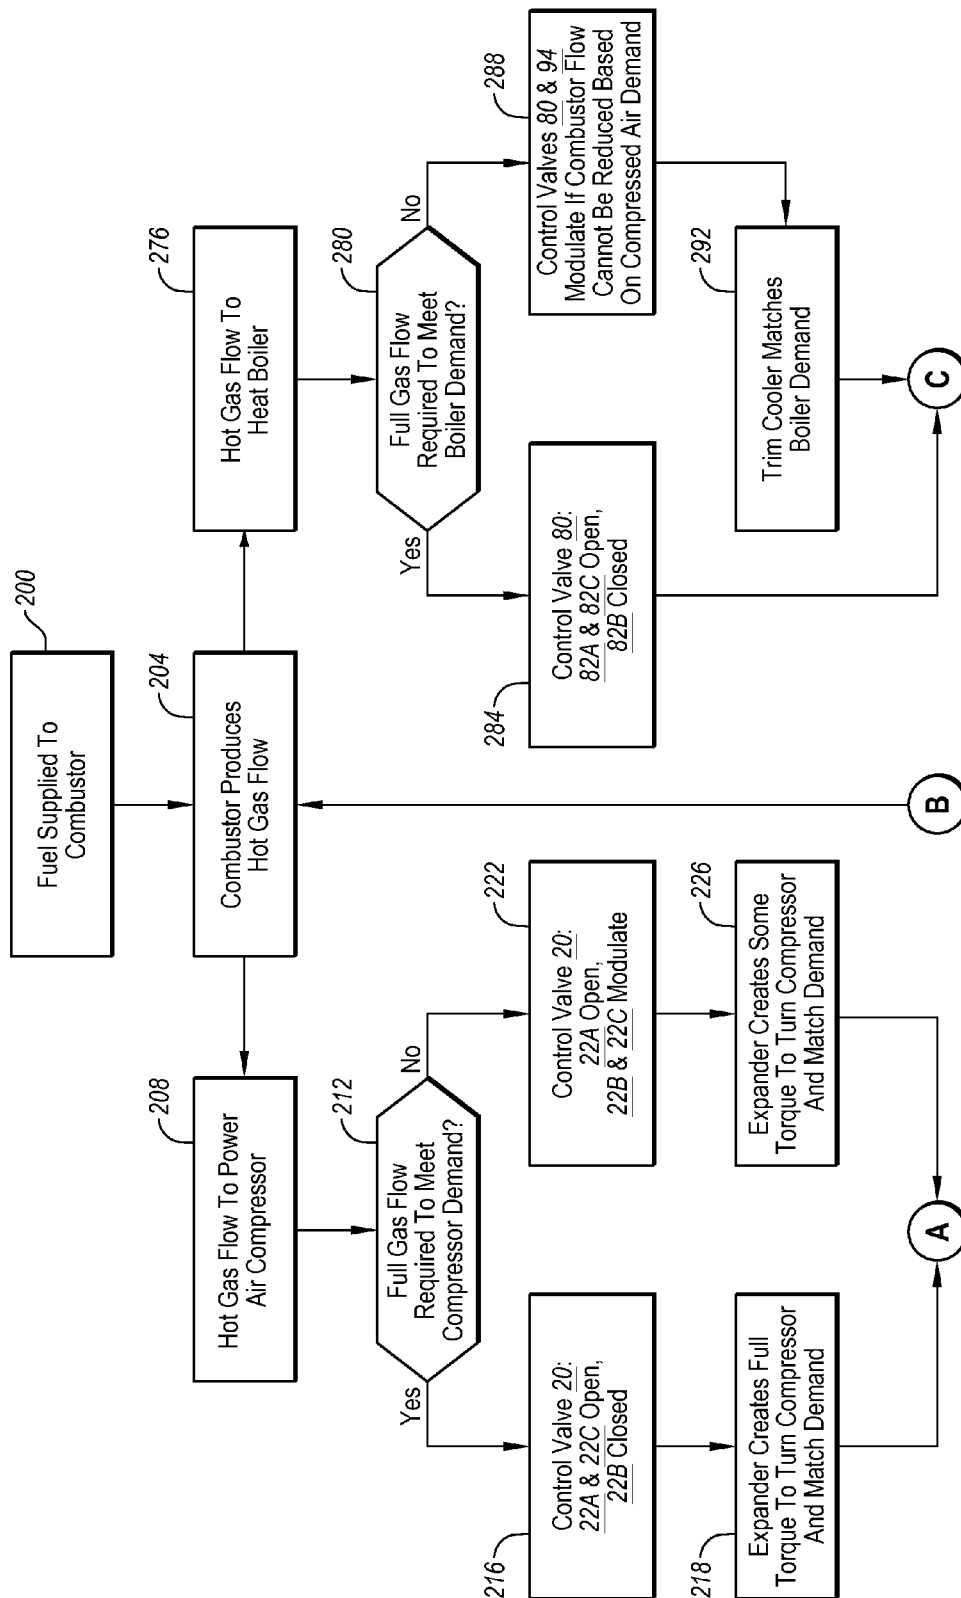 200
Fuel Supplied To
Combustor
204
Combustor Produces
Hot Gas Flow
208
Hot Gas Flow To Power
Air Compressor
212
Full Gas Flow
Required To Meet
Compressor Demand?
Yes
No
216
Control Valve 20:
22A & 22C Open,
22B Closed
222
Control Valve 20:
22A Open,
22B & 22C Modulate
218
Expander Creates Full
Torque To Turn Compressor
And Match Demand
226
Expander Creates Some
Torque To Turn Compressor
And Match Demand
A
B
276
Hot Gas Flow To
Heat Boiler
280
Full Gas Flow
Required To Meet
Boiler Demand?
Yes
No
284
Control Valve 80:
82A & 82C Open,
82B Closed
288
Control Valves 80 & 94
Modulate If Combustor Flow
Cannot Be Reduced Based
On Compressed Air Demand
292
Trim Cooler Matches
Boiler Demand
C